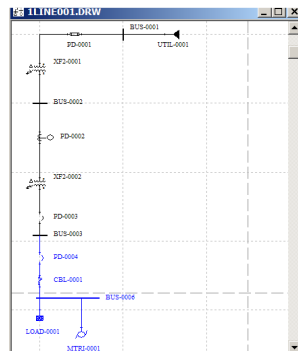 1LINE001.DRW
BUS-0001
PD-0001
UTIL-0001
XF2-0001
BUS-0002
PD-0002
XF2-0002
PD-0003
BUS-0003
PD-0004
CBL-0001
BUS-0006
LOAD-0001
MTRI-0001